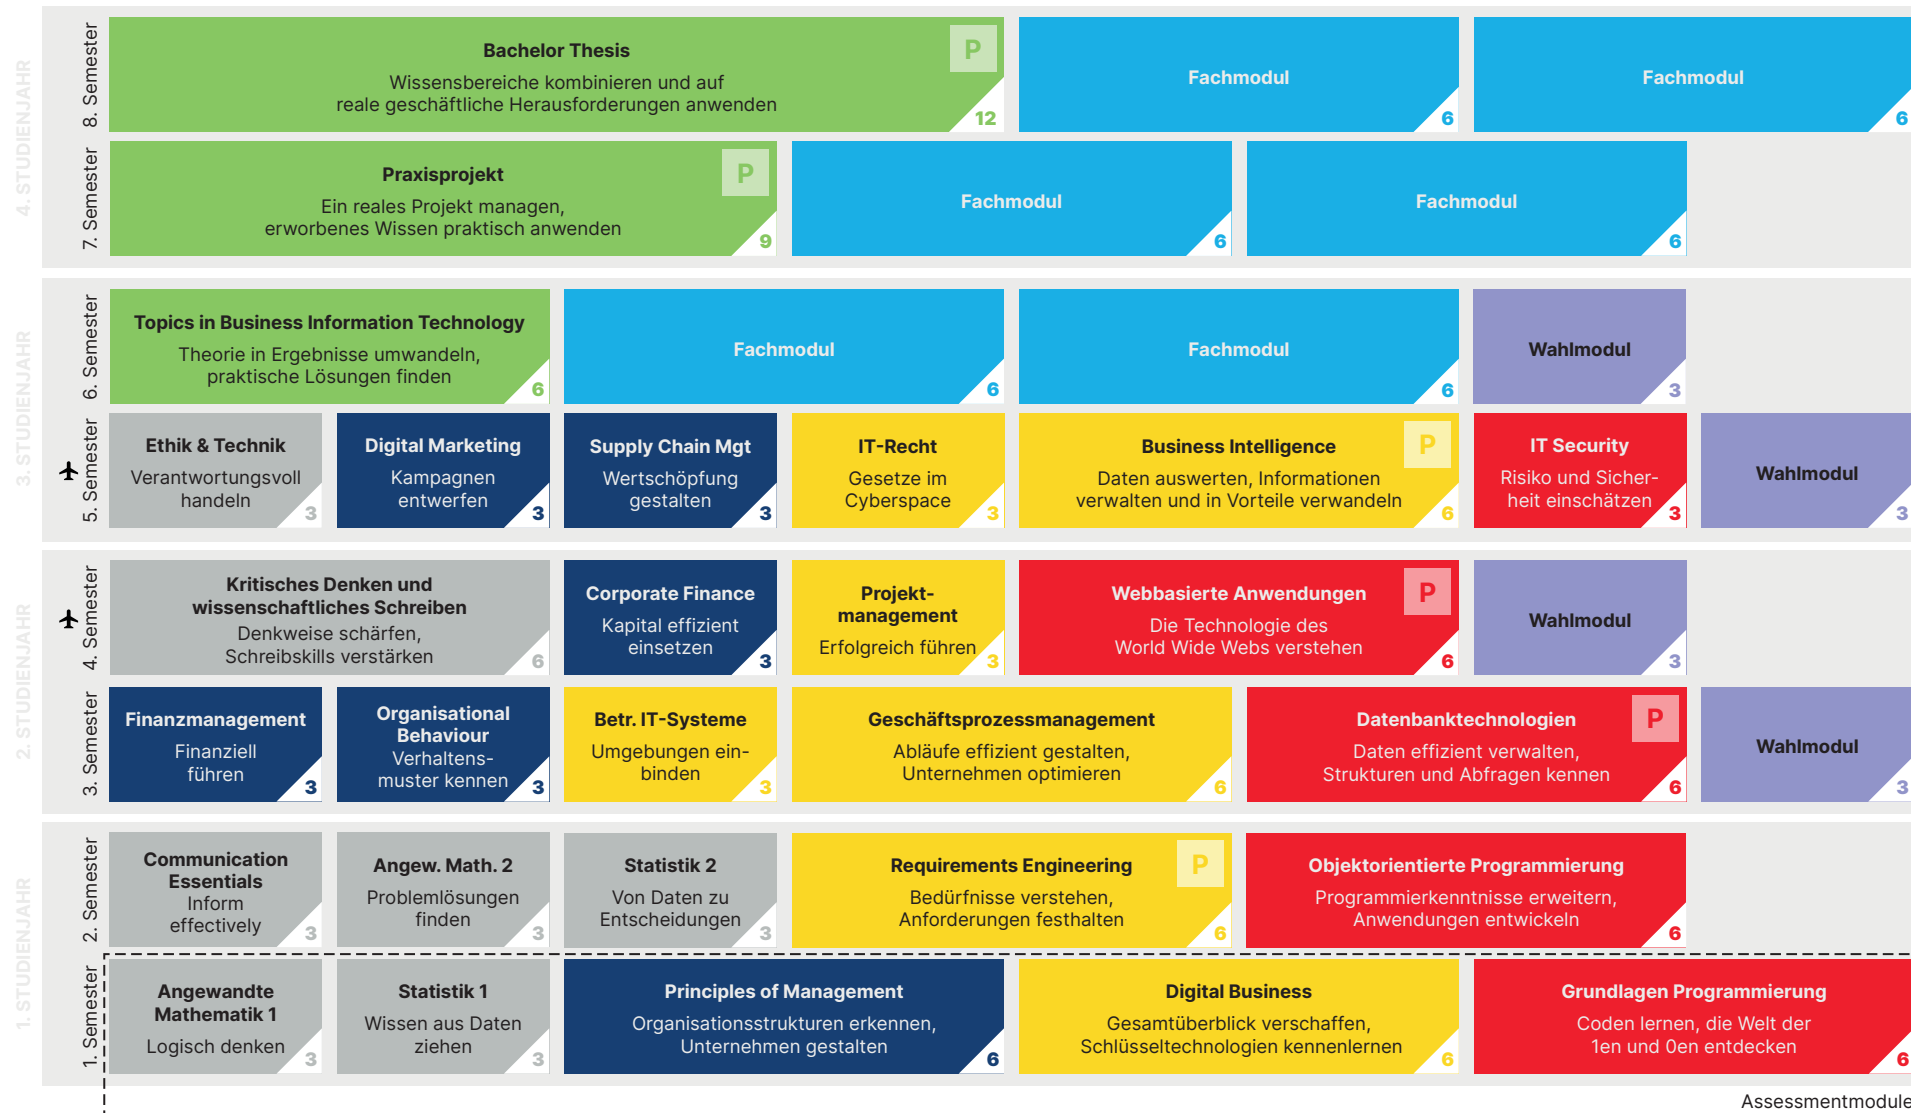 4. STUDIENJAHR
8. Semester
Bachelor Thesis
P
Wissensbereiche kombinieren und auf
reale geschäftliche Herausforderungen anwenden
12
Fachmodul
6
Fachmodul
6
7. Semester
Praxisprojekt
P
Ein reales Projekt managen,
erworbenes Wissen praktisch anwenden
9
Fachmodul
6
Fachmodul
6
3. STUDIENJAHR
6. Semester
Topics in Business Information Technology
Theorie in Ergebnisse umwandeln,
praktische Lösungen finden
6
Fachmodul
6
Fachmodul
6
Wahlmodul
3
5. Semester
Ethik & Technik
Verantwortungsvoll
handeln
3
Digital Marketing
Kampagnen
entwerfen
3
Supply Chain Mgt
Wertschöpfung
gestalten
3
IT-Recht
Gesetze im
Cyberspace
3
Business Intelligence
P
Daten auswerten, Informationen
verwalten und in Vorteile verwandeln
6
IT Security
Risiko und Sicher-
heit einschätzen
3
Wahlmodul
3
2. STUDIENJAHR
4. Semester
Kritisches Denken und
wissenschaftliches Schreiben
Denkweise schärfen,
Schreibskills verstärken
6
Corporate Finance
Kapital effizient
einsetzen
3
Projekt-
management
Erfolgreich führen
3
Webbasierte Anwendungen
P
Die Technologie des
World Wide Webs verstehen
6
Wahlmodul
3
3. Semester
Finanzmanagement
Finanziell
führen
3
Organisational
Behaviour
Verhaltens-
muster kennen
3
Betr. IT-Systeme
Umgebungen ein-
binden
3
Geschäftsprozessmanagement
Abläufe effizient gestalten,
Unternehmen optimieren
6
Datenbanktechnologien
P
Daten effizient verwalten,
Strukturen und Abfragen kennen
6
Wahlmodul
3
1. STUDIENJAHR
2. Semester
Communication
Essentials
Inform
effectively
3
Angew. Math. 2
Problemlösungen
finden
3
Statistik 2
Von Daten zu
Entscheidungen
3
Requirements Engineering
P
Bedürfnisse verstehen,
Anforderungen festhalten
6
Objektorientierte Programmierung
Programmierkenntnisse erweitern,
Anwendungen entwickeln
6
1. Semester
Angewandte
Mathematik 1
Logisch denken
3
Statistik 1
Wissen aus Daten
ziehen
3
Principles of Management
Organisationsstrukturen erkennen,
Unternehmen gestalten
6
Digital Business
Gesamtüberblick verschaffen,
Schlüsseltechnologien kennenlernen
6
Grundlagen Programmierung
Coden lernen, die Welt der
1en und 0en entdecken
6
Assessmentmodule